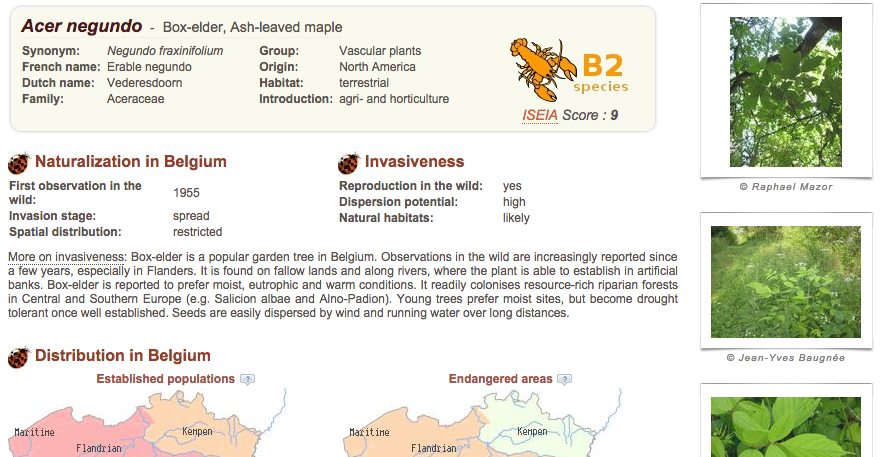 Acer negundo - Box-elder, Ash-leaved maple
Synonym: Negundo fraxinifolium
French name: Erable negundo
Dutch name: Vederesdoorn
Family: Aceraceae
Group: Vascular plants
Origin: North America
Habitat: terrestrial
Introduction: agri- and horticulture
B2
species
ISEIA Score : 9
© Raphael Mazor
Naturalization in Belgium
First observation in the
wild: 1955
Invasion stage: spread
Spatial distribution: restricted
Invasiveness
Reproduction in the wild: yes
Dispersion potential: high
Natural habitats: likely
More on invasiveness: Box-elder is a popular garden tree in Belgium. Observations in the wild are increasingly reported since
a few years, especially in Flanders. It is found on fallow lands and along rivers, where the plant is able to establish in artificial
banks. Box-elder is reported to prefer moist, eutrophic and warm conditions. It readily colonises resource-rich riparian forests
in Central and Southern Europe (e.g. Salicion albae and Alno-Padion). Young trees prefer moist sites, but become drought
tolerant once well established. Seeds are easily dispersed by wind and running water over long distances.
© Jean-Yves Baugnée
Distribution in Belgium
Established populations ?
Endangered areas ?
Maritime
Kempen
Flandrian
Maritime
Kempen
Flandrian